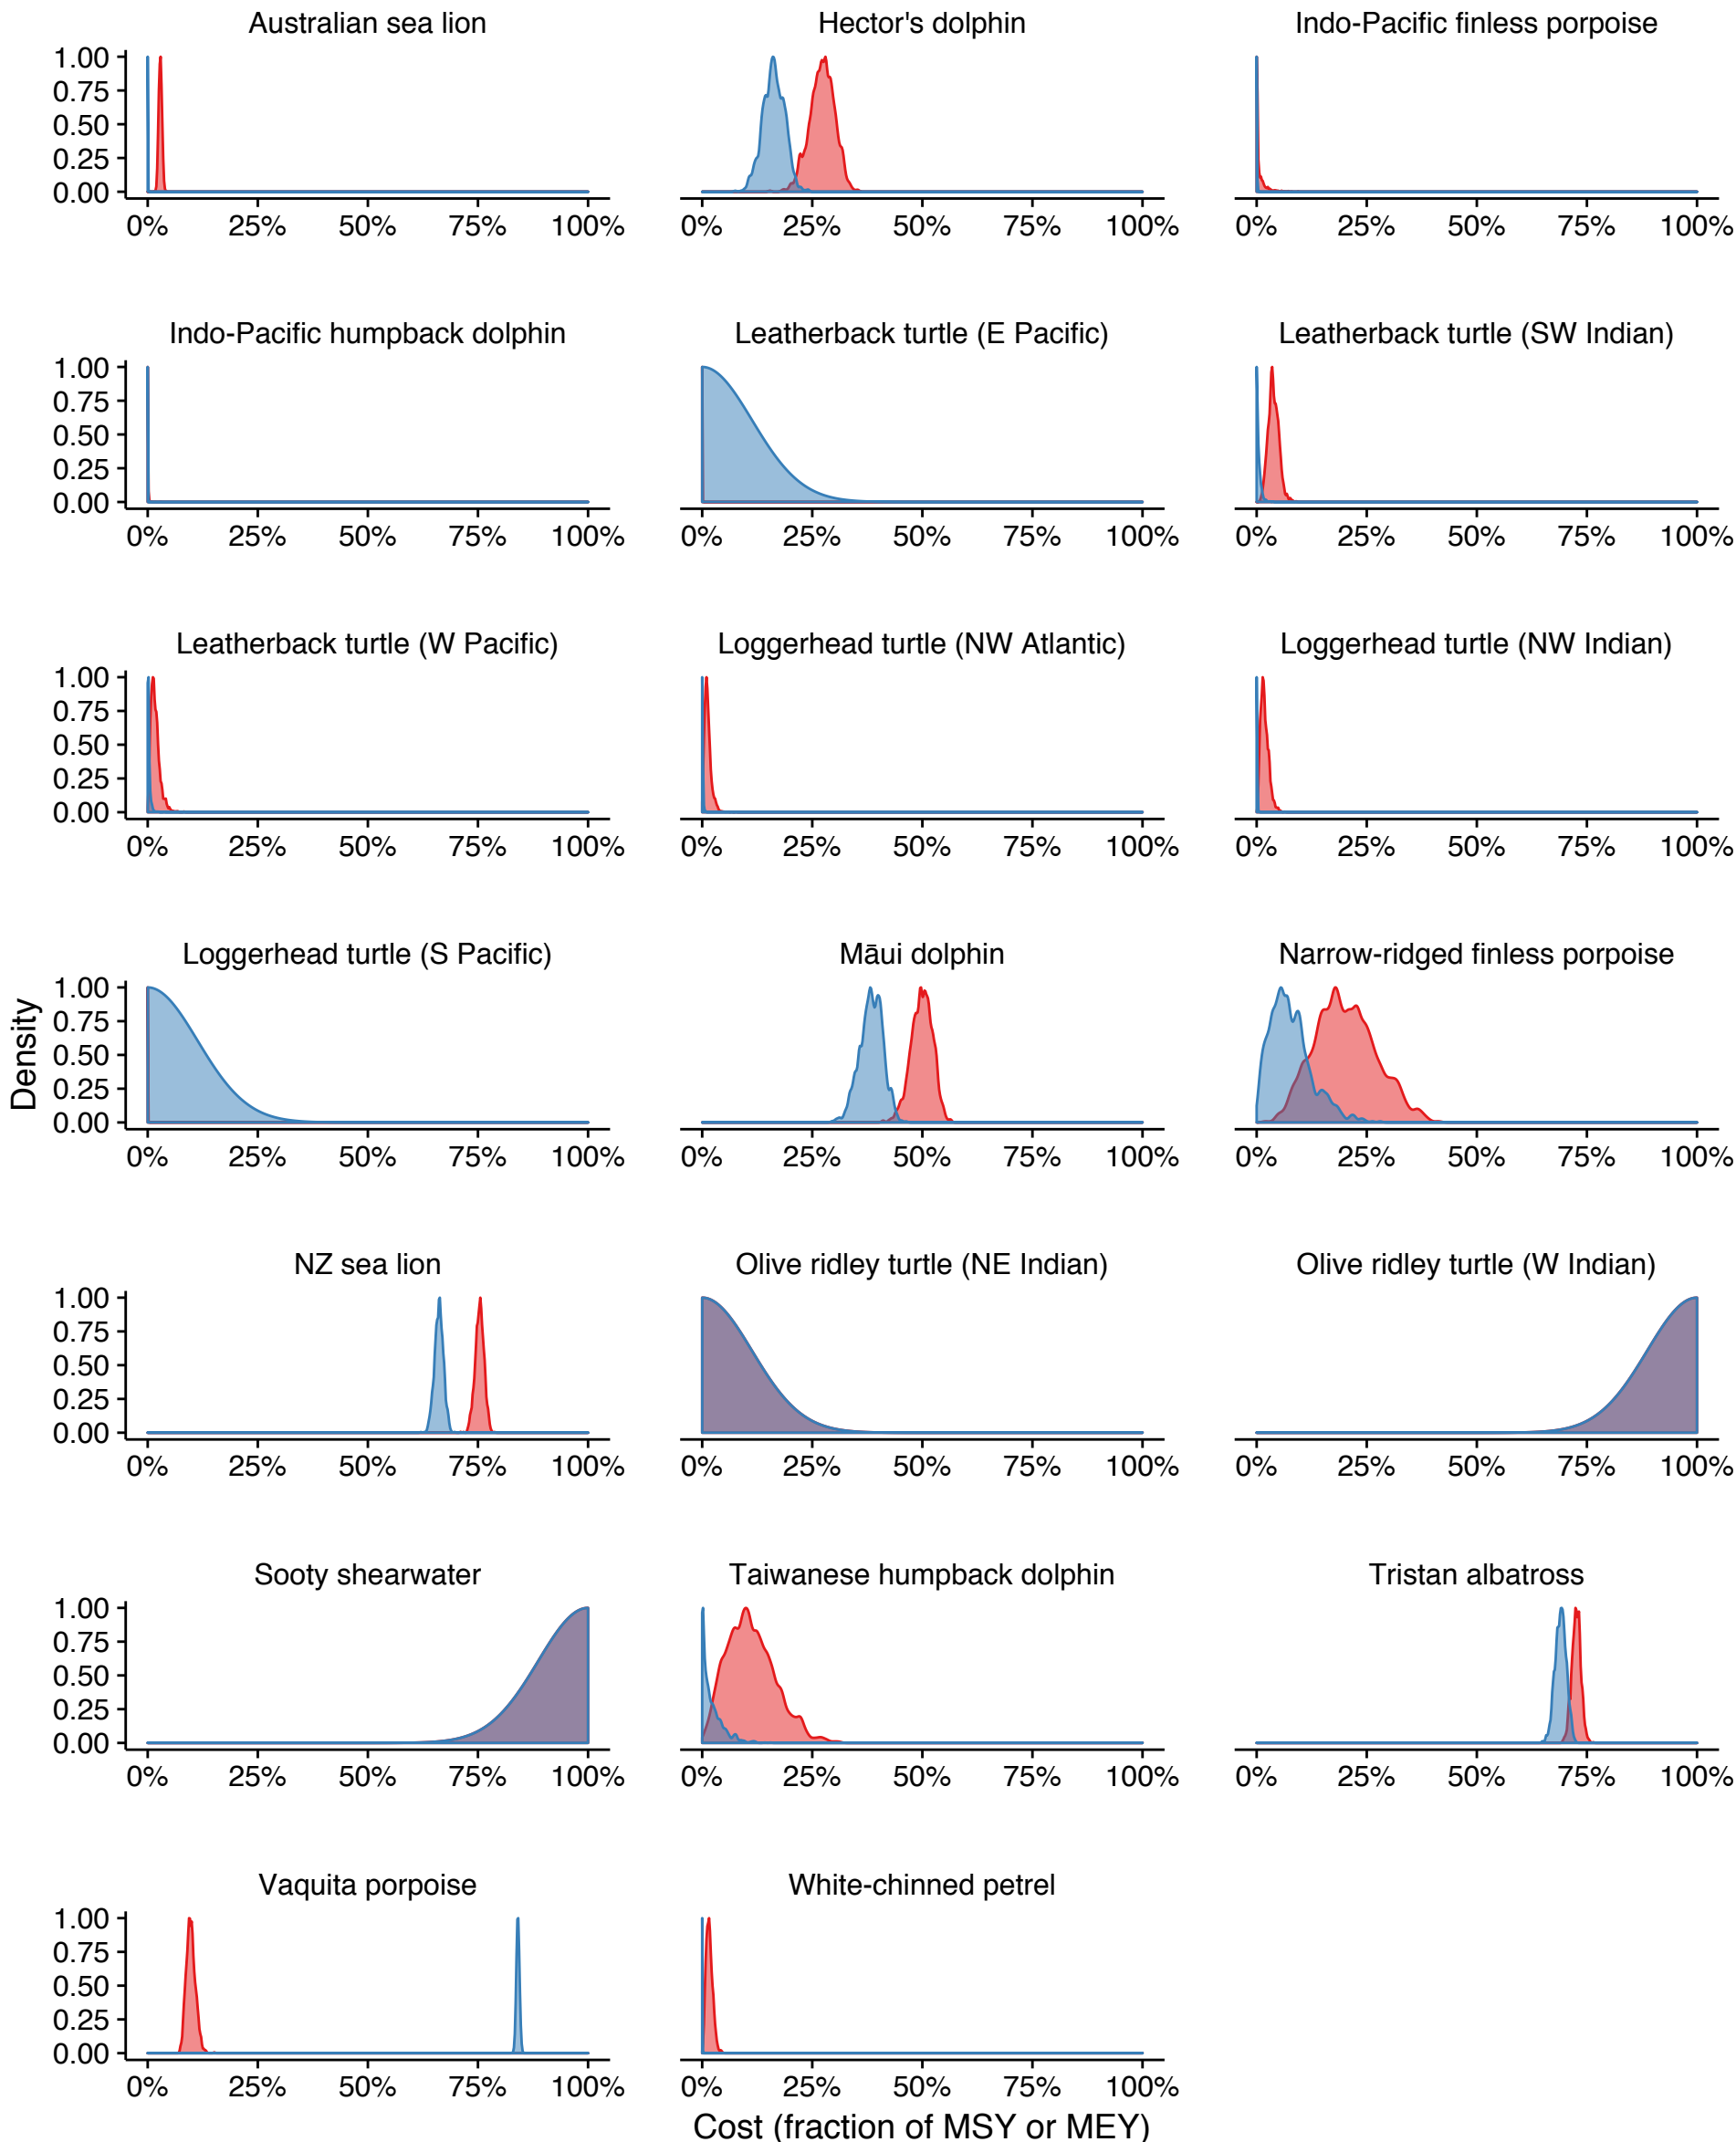 Australian sea lion
Hector's dolphin
Indo-Pacific finless porpoise
1.00
0.75
0.50
0.25
0.00
0% 25% 50% 75% 100%
0% 25% 50% 75% 100%
0% 25% 50% 75% 100%
Indo-Pacific humpback dolphin
Leatherback turtle (E Pacific)
Leatherback turtle (SW Indian)
1.00
0.75
0.50
0.25
0.00
0% 25% 50% 75% 100%
0% 25% 50% 75% 100%
0% 25% 50% 75% 100%
Leatherback turtle (W Pacific)
Loggerhead turtle (NW Atlantic)
Loggerhead turtle (NW Indian)
1.00
0.75
0.50
0.25
0.00
0% 25% 50% 75% 100%
0% 25% 50% 75% 100%
0% 25% 50% 75% 100%
Density
Loggerhead turtle (S Pacific)
Māui dolphin
Narrow-ridged finless porpoise
1.00
0.75
0.50
0.25
0.00
0% 25% 50% 75% 100%
0% 25% 50% 75% 100%
0% 25% 50% 75% 100%
NZ sea lion
Olive ridley turtle (NE Indian)
Olive ridley turtle (W Indian)
1.00
0.75
0.50
0.25
0.00
0% 25% 50% 75% 100%
0% 25% 50% 75% 100%
0% 25% 50% 75% 100%
Sooty shearwater
Taiwanese humpback dolphin
Tristan albatross
1.00
0.75
0.50
0.25
0.00
0% 25% 50% 75% 100%
0% 25% 50% 75% 100%
0% 25% 50% 75% 100%
Vaquita porpoise
White-chinned petrel
1.00
0.75
0.50
0.25
0.00
0% 25% 50% 75% 100%
0% 25% 50% 75% 100%
Cost (fraction of MSY or MEY)